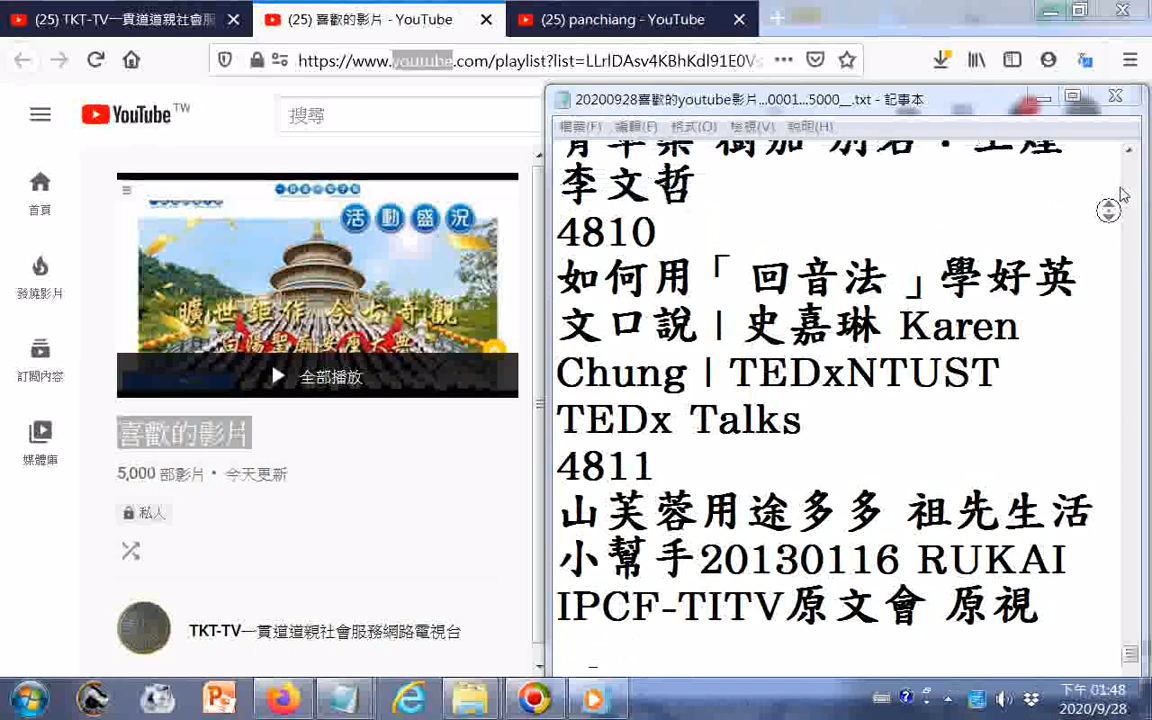 (25) TKT-TV一貫道道親社會服
(25) 喜歡的影片 - YouTube
(25) panchiang - YouTube
https://www.youtube.com/playlist?list=LLrlDAsv4KBhKdl91E0Vs
YouTube TW
搜尋
首頁
發燒影片
訂閱內容
媒體庫
活動盛況
曠世鉅作 今古奇觀
全部播放
喜歡的影片
5,000 部影片 • 今天更新
私人
TKT-TV一貫道道親社會服務網路電視台
20200928喜歡的youtube影片...0001...5000__.txt - 記事本
檔案(F) 編輯(E) 格式(O) 檢視(V) 說明(H)
李文哲
4810
如何用「 回音法 」學好英
文口說 | 史嘉琳 Karen
Chung | TEDxNTUST
TEDx Talks
4811
山芙蓉用途多多 祖先生活
小幫手20130116 RUKAI
IPCF-TITV原文會 原視
下午 01:48
2020/9/28